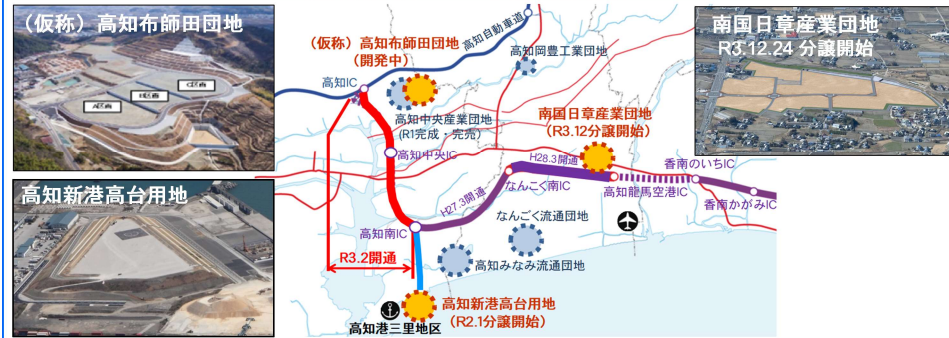 (仮称)高知布師田団地
A区画
B区画
C区画
高知新港高台用地
(仮称)高知布師田団地
(開発中)
高知自動車道
高知岡豊工業団地
高知IC
高知中央産業団地
(R1完成・完売)
南国日章産業団地
(R3.12分譲開始)
高知中央IC
H28.3開通
香南のいちIC
なんこく南IC
高知龍馬空港IC
香南かがみIC
H27.3開通
高知南IC
なんごく流通団地
R3.2開通
高知みなみ流通団地
高知新港高台用地
(R2.1分譲開始)
高知港三里地区
南国日章産業団地
R3.12.24 分譲開始